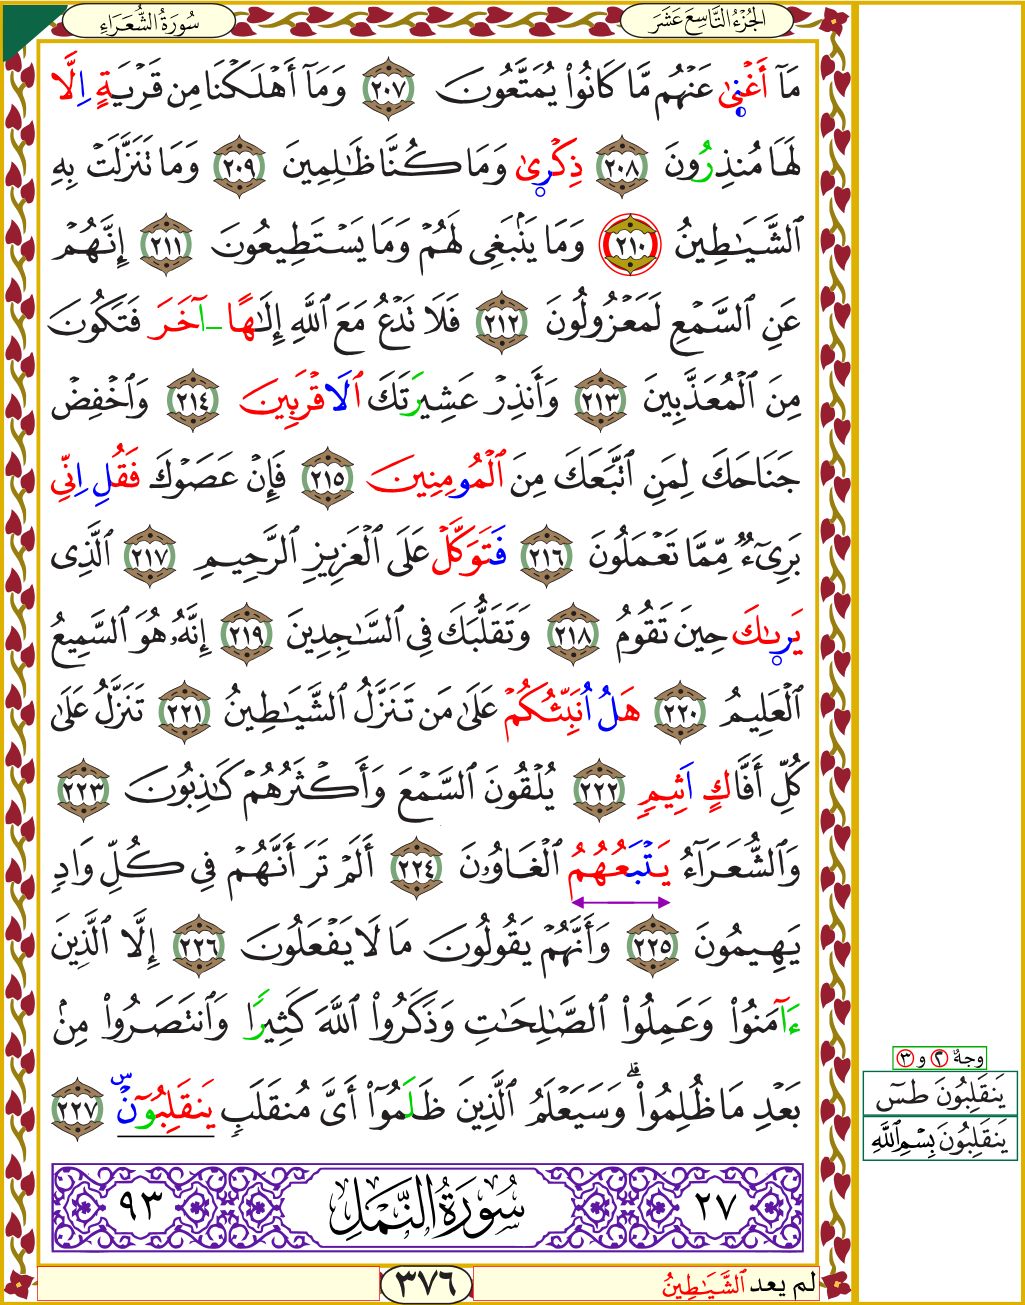 سُورَةُ الشُّعَرَاءِ
الجُزْءُ التَّاسِعَ عَشَرَ
مَآ أَغْنِىٰ عَنْهُم مَّا كَانُوا۟ يُمَتَّعُونَ ٢٠٧ وَمَآ أَهْلَكْنَا مِن قَرْيَةٍ اِلَّا
لَهَا مُنذِرُونَ ٢٠٨ ذِكْرِىٰ وَمَا كُنَّا ظَٰلِمِينَ ٢٠٩ وَمَا تَنَزَّلَتْ بِهِ
ٱلشَّيَٰطِينُ ٢١٠ وَمَا يَنۢبَغِى لَهُمْ وَمَا يَسْتَطِيعُونَ ٢١١ إِنَّهُمْ
عَنِ ٱلسَّمْعِ لَمَعْزُولُونَ ٢١٢ فَلَا تَدْعُ مَعَ ٱللَّهِ إِلَٰهًا ـَآخَرَ فَتَكُونَ
مِنَ ٱلْمُعَذَّبِينَ ٢١٣ وَأَنذِرْ عَشِيرَتَكَ ٱلَاقْرَبِينَ ٢١٤ وَٱخْفِضْ
جَنَاحَكَ لِمَنِ ٱتَّبَعَكَ مِنَ ٱلْمُومِنِينَ ٢١٥ فَإِنْ عَصَوْكَ فَقُلِ اِنِّى
بَرِىٓءٌ مِّمَّا تَعْمَلُونَ ٢١٦ فَتَوَكَّلْ عَلَى ٱلْعَزِيزِ ٱلرَّحِيمِ ٢١٧ ٱلَّذِى
يَرِىٰكَ حِينَ تَقُومُ ٢١٨ وَتَقَلُّبَكَ فِى ٱلسَّٰجِدِينَ ٢١٩ إِنَّهُۥ هُوَ ٱلسَّمِيعُ
ٱلْعَلِيمُ ٢٢٠ هَلُ اُنَبِّئُكُمْ عَلَىٰ مَن تَنَزَّلُ ٱلشَّيَٰطِينُ ٢٢١ تَنَزَّلُ عَلَىٰ
كُلِّ أَفَّاكٍ اَثِيمٍ ٢٢٢ يُلْقُونَ ٱلسَّمْعَ وَأَكْثَرُهُمْ كَٰذِبُونَ ٢٢٣
وَٱلشُّعَرَآءُ يَتْبَعُهُمُ ٱلْغَاوُۥنَ ٢٢٤ أَلَمْ تَرَ أَنَّهُمْ فِى كُلِّ وَادٍ
يَهِيمُونَ ٢٢٥ وَأَنَّهُمْ يَقُولُونَ مَا لَا يَفْعَلُونَ ٢٢٦ إِلَّا ٱلَّذِينَ
ءَآمَنُوا۟ وَعَمِلُوا۟ ٱلصَّٰلِحَٰتِ وَذَكَرُوا۟ ٱللَّهَ كَثِيرًا وَٱنتَصَرُوا۟ مِنۢ
بَعْدِ مَا ظُلِمُوا۟ ۗ وَسَيَعْلَمُ ٱلَّذِينَ ظَلَمُوٓا۟ أَىَّ مُنقَلَبٍ يَنقَلِبُوٓنَ س ٢٢٧
وجهٌ ٢ و ٣
يَنقَلِبُونَ طسٓ
يَنقَلِبُونَ بِسْمِ ٱللَّهِ
٢٧ سُورَةُ النَّمْلِ ٩٣
لم يعد ٱلشَّيَٰطِينُ
٣٧٦